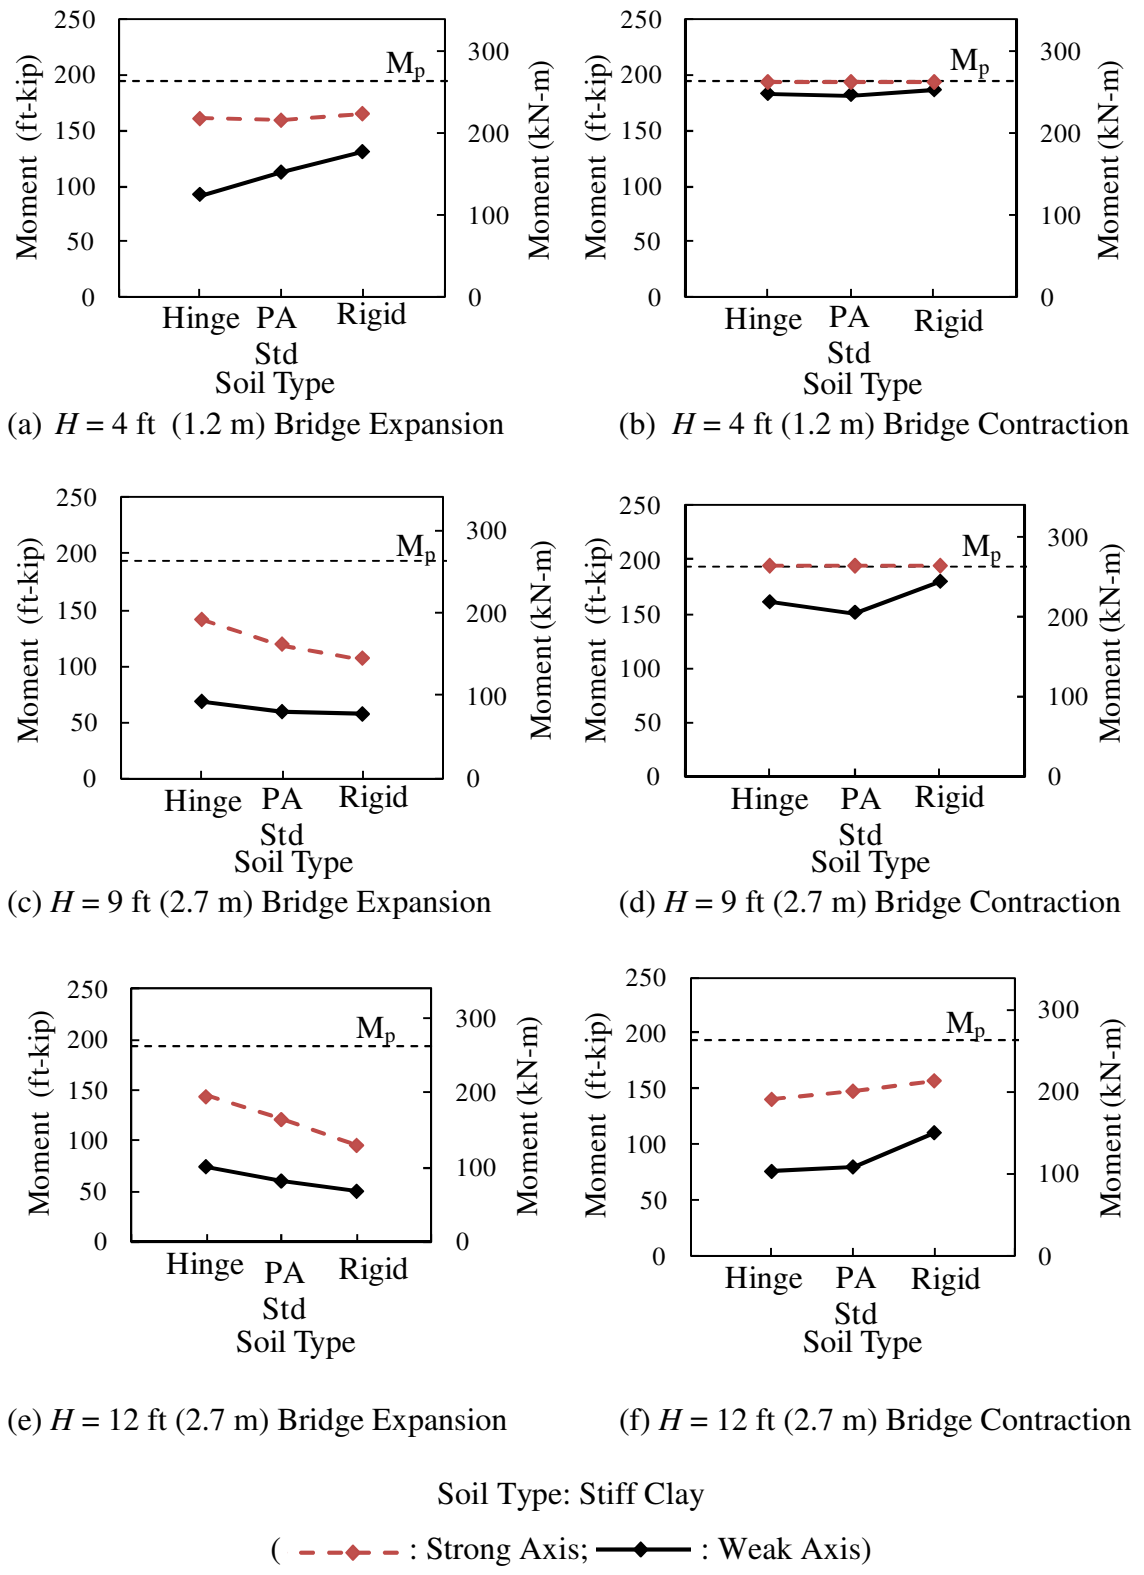 250
200
150
100
50
0
Moment (ft-kip)
M_p
300
200
100
0
Moment (kN-m)
Hinge PA Rigid
Std
Soil Type
(a) H = 4 ft (1.2 m) Bridge Expansion
250
200
150
100
50
0
Moment (ft-kip)
M_p
300
200
100
0
Moment (kN-m)
Hinge PA Rigid
Std
Soil Type
(b) H = 4 ft (1.2 m) Bridge Contraction
250
200
150
100
50
0
Moment (ft-kip)
M_p
300
200
100
0
Moment (kN-m)
Hinge PA Rigid
Std
Soil Type
(c) H = 9 ft (2.7 m) Bridge Expansion
250
200
150
100
50
0
Moment (ft-kip)
M_p
300
200
100
0
Moment (kN-m)
Hinge PA Rigid
Std
Soil Type
(d) H = 9 ft (2.7 m) Bridge Contraction
250
200
150
100
50
0
Moment (ft-kip)
M_p
300
200
100
0
Moment (kN-m)
Hinge PA Rigid
Std
Soil Type
(e) H = 12 ft (2.7 m) Bridge Expansion
250
200
150
100
50
0
Moment (ft-kip)
M_p
300
200
100
0
Moment (kN-m)
Hinge PA Rigid
Std
Soil Type
(f) H = 12 ft (2.7 m) Bridge Contraction
Soil Type: Stiff Clay
( : Strong Axis; : Weak Axis)